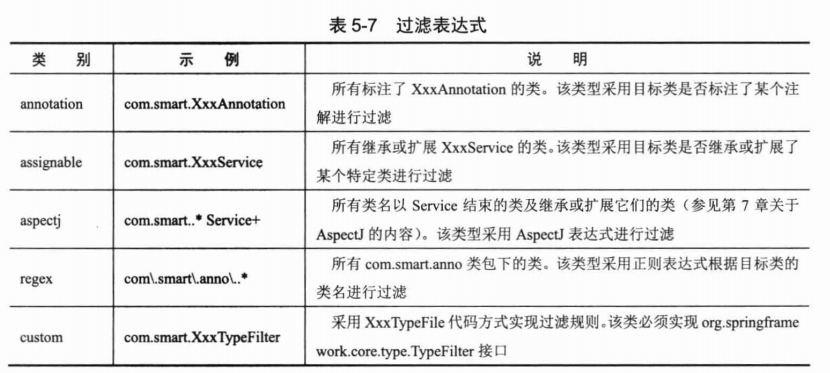 表 5-7 过滤表达式
类 别 示 例 说 明
annotation com.smart.XxxAnnotation 所有标注了 XxxAnnotation 的类。该类型采用目标类是否标注了某个注
解进行过滤
assignable com.smart.XxxService 所有继承或扩展 XxxService 的类。该类型采用目标类是否继承或扩展了
某个特定类进行过滤
aspectj com.smart..* Service+ 所有类名以 Service 结束的类及继承或扩展它们的类（参见第 7 章关于
AspectJ 的内容）。该类型采用 AspectJ 表达式进行过滤
regex com\.smart\.anno\..* 所有 com.smart.anno 类包下的类。该类型采用正则表达式根据目标类的
类名进行过滤
custom com.smart.XxxTypeFilter 采用 XxxTypeFile 代码方式实现过滤规则。该类必须实现 org.springframe
work.core.type.TypeFilter 接口